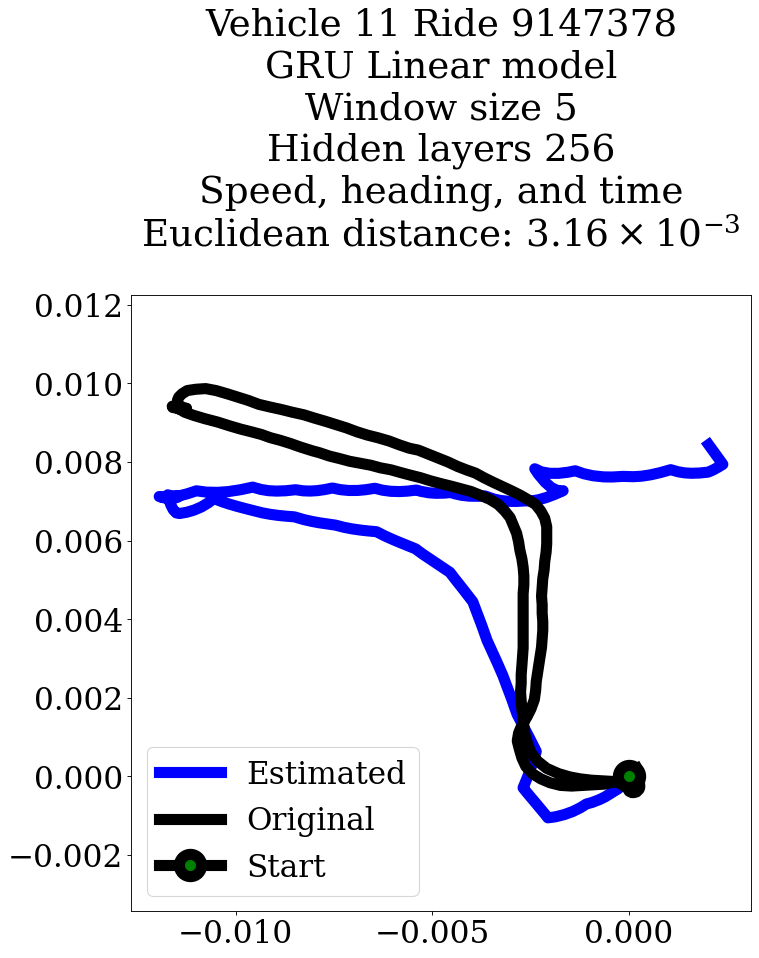 Vehicle 11 Ride 9147378
GRU Linear model
Window size 5
Hidden layers 256
Speed, heading, and time
Euclidean distance: 3.16 × 10⁻³
0.012
0.010
0.008
0.006
0.004
0.002
0.000
−0.002
Estimated
Original
Start
−0.010 −0.005 0.000